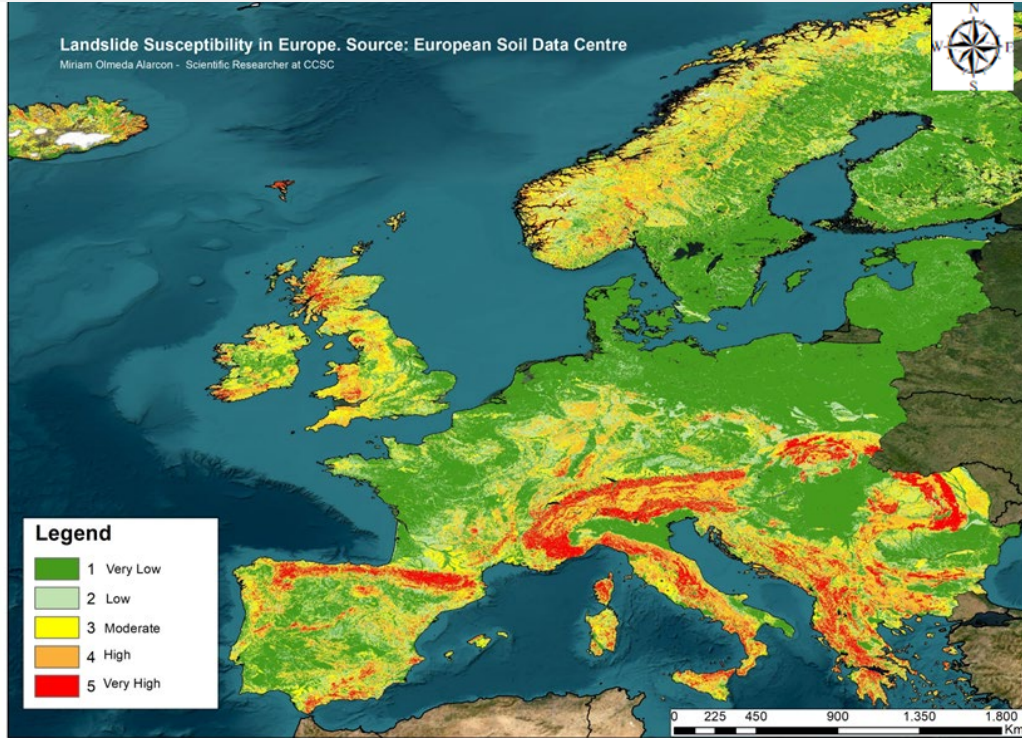 Landslide Susceptibility in Europe. Source: European Soil Data Centre
Miriam Olmeda Alarcon - Scientific Researcher at CCSC
N
W E
S
Legend
1 Very Low
2 Low
3 Moderate
4 High
5 Very High
0 225 450 900 1.350 1.800
Km